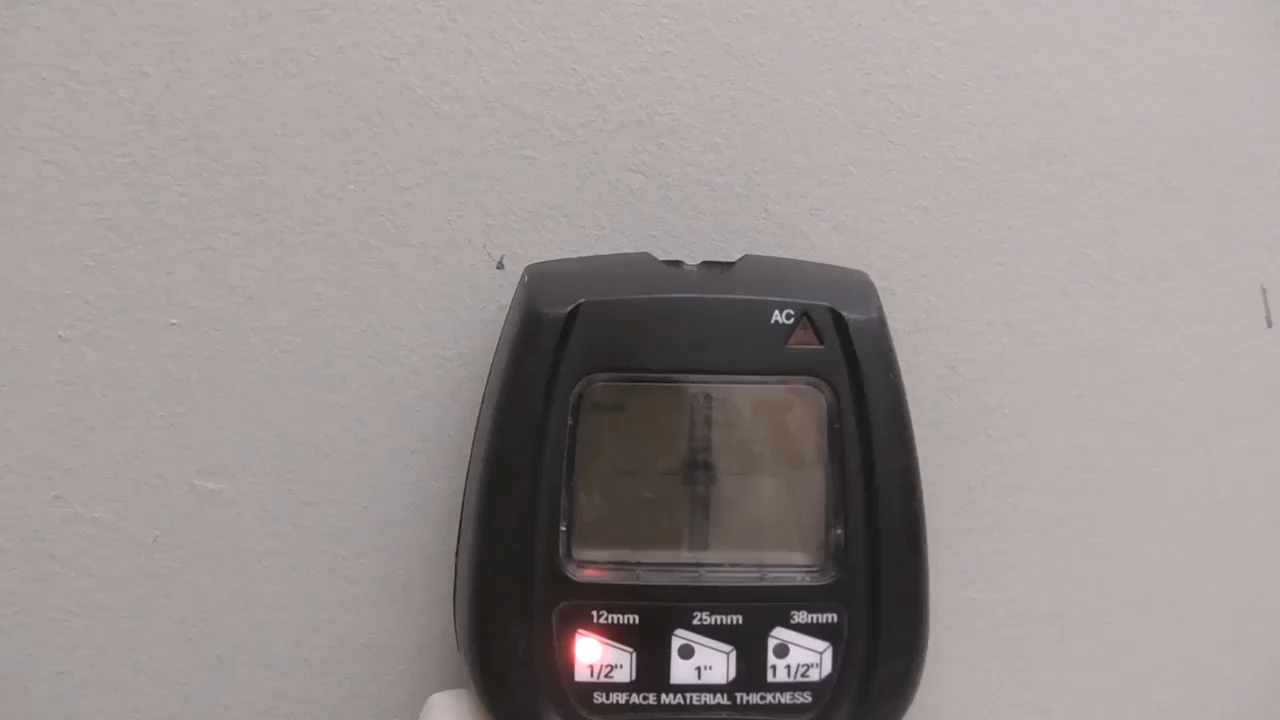 AC
12mm 25mm 38mm
1/2" 1" 1 1/2"
SURFACE MATERIAL THICKNESS